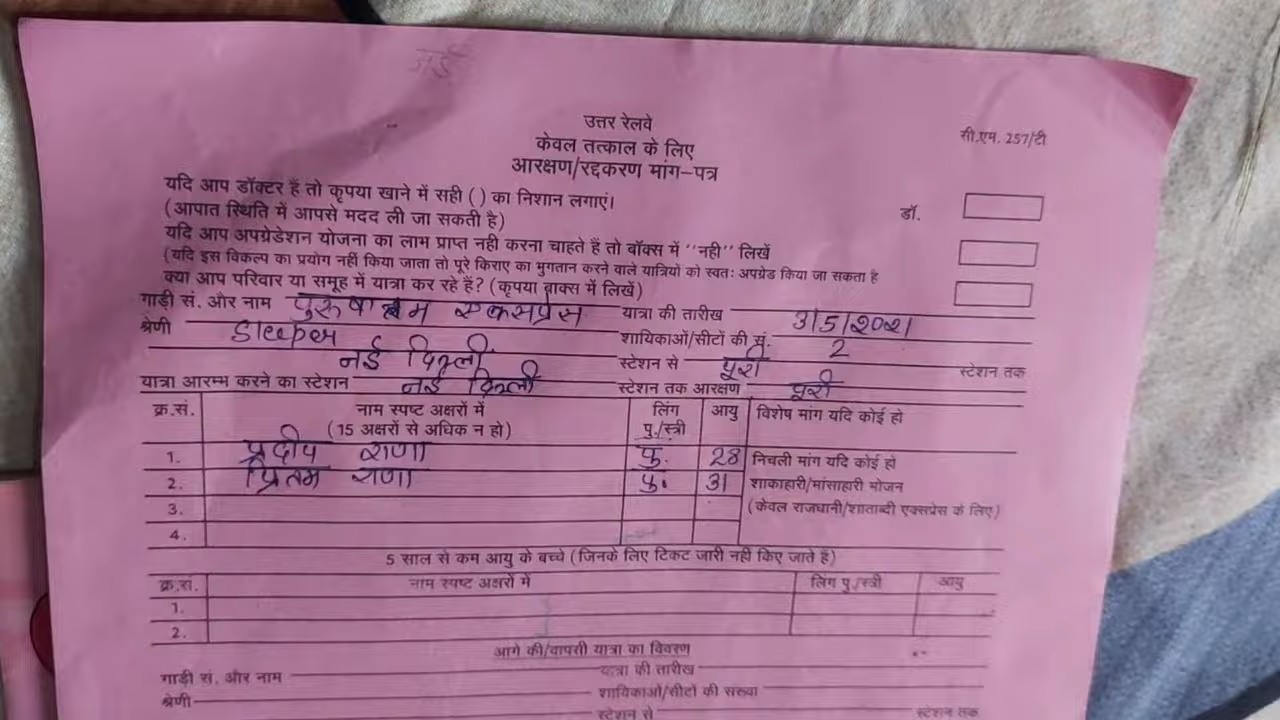 नई
उत्तर रेलवे
सी.एम. 257/टी
केवल तत्काल के लिए
आरक्षण/रद्दकरण मांग-पत्र
यदि आप डॉक्टर हैं तो कृपया खाने में सही ( ) का निशान लगाएं।
डॉ.
(आपात स्थिति में आपसे मदद ली जा सकती है)
यदि आप अपग्रेडेशन योजना का लाभ प्राप्त नही करना चाहते हैं तो बॉक्स में ''नही'' लिखें
(यदि इस विकल्प का प्रयोग नहीं किया जाता तो पूरे किराए का भुगतान करने वाले यात्रियों को स्वतः अपग्रेड किया जा सकता है
क्या आप परिवार या समूह में यात्रा कर रहे हैं? (कृपया बाक्स में लिखें)
गाड़ी सं. और नाम पुरुषोत्तम एक्सप्रेस यात्रा की तारीख 3/5/2021
श्रेणी Sleeper शायिकाओं/सीटों की सं. 2
नई दिल्ली स्टेशन से पूरी स्टेशन तक
यात्रा आरम्भ करने का स्टेशन नई दिल्ली स्टेशन तक आरक्षण पूरी
क्र.सं. नाम स्पष्ट अक्षरों में लिंग आयु विशेष मांग यदि कोई हो
(15 अक्षरों से अधिक न हो) पु./स्त्री
1. प्रदीप राणा पु. 28 निचली मांग यदि कोई हो
2. प्रितम राणा पु. 31 शाकाहारी/मांसाहारी भोजन
3. (केवल राजधानी/शाताब्दी एक्सप्रेस के लिए)
4.
5 साल से कम आयु के बच्चे (जिनके लिए टिकट जारी नहीं किए जाते हैं)
क्र.सं. नाम स्पष्ट अक्षरों में लिंग पु./स्त्री आयु
1.
2.
आगे की/वापसी यात्रा का विवरण
गाड़ी सं. और नाम यात्रा की तारीख
श्रेणी शायिकाओं/सीटों की संख्या
स्टेशन से स्टेशन तक